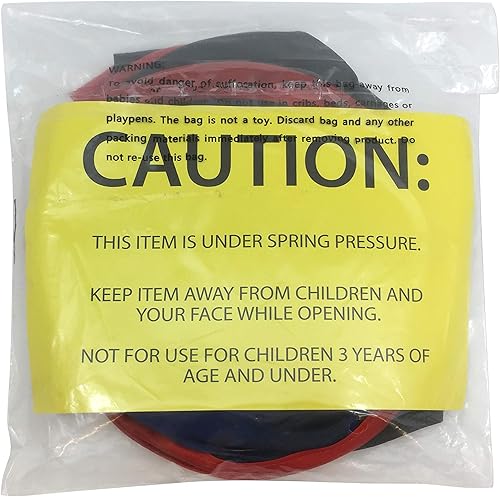 WARNING:
To avoid danger of suffocation, keep this bag away from
babies and children. Do not use in cribs, beds, carriages or
playpens. The bag is not a toy. Discard bag and any other
packing materials immediately after removing product. Do
not re-use this bag.
CAUTION:
THIS ITEM IS UNDER SPRING PRESSURE.
KEEP ITEM AWAY FROM CHILDREN AND
YOUR FACE WHILE OPENING.
NOT FOR USE FOR CHILDREN 3 YEARS OF
AGE AND UNDER.